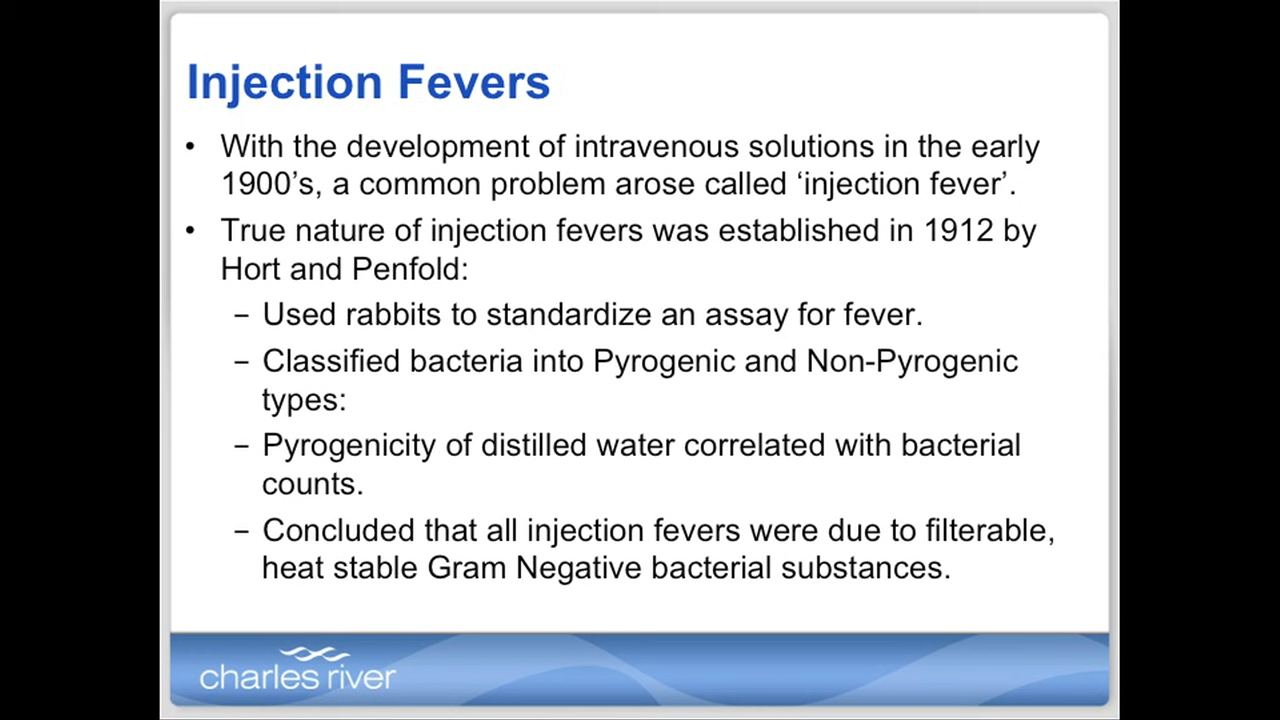 Injection Fevers
• With the development of intravenous solutions in the early
1900’s, a common problem arose called ‘injection fever’.
• True nature of injection fevers was established in 1912 by
Hort and Penfold:
– Used rabbits to standardize an assay for fever.
– Classified bacteria into Pyrogenic and Non-Pyrogenic
types:
– Pyrogenicity of distilled water correlated with bacterial
counts.
– Concluded that all injection fevers were due to filterable,
heat stable Gram Negative bacterial substances.
charles river